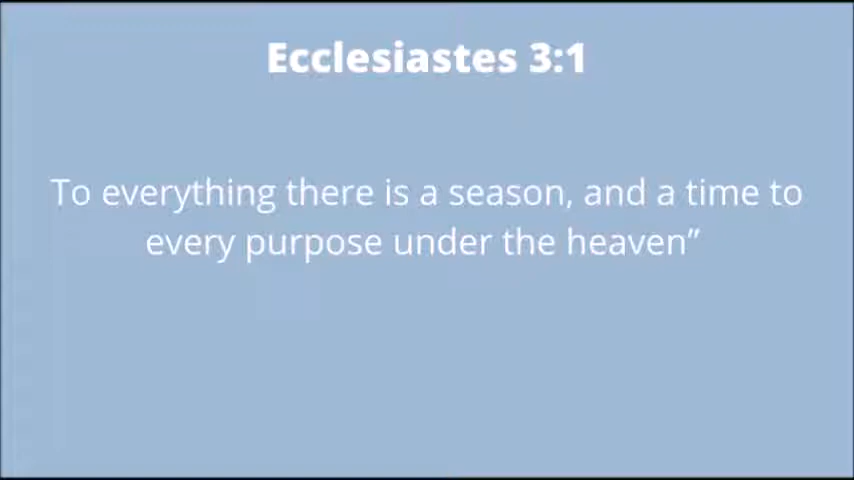 Ecclesiastes 3:1
To everything there is a season, and a time to
every purpose under the heaven”